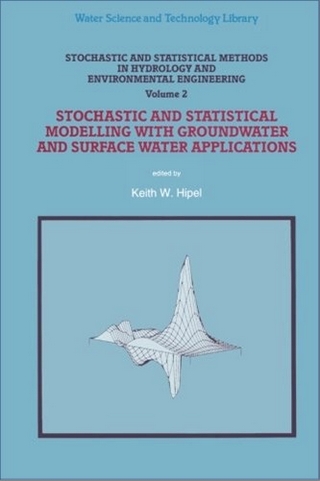 Water Science and Technology Library
STOCHASTIC AND STATISTICAL METHODS
IN HYDROLOGY AND
ENVIRONMENTAL ENGINEERING
Volume 2
STOCHASTIC AND STATISTICAL
MODELLING WITH GROUNDWATER
AND SURFACE WATER APPLICATIONS
edited by
Keith W. Hipel